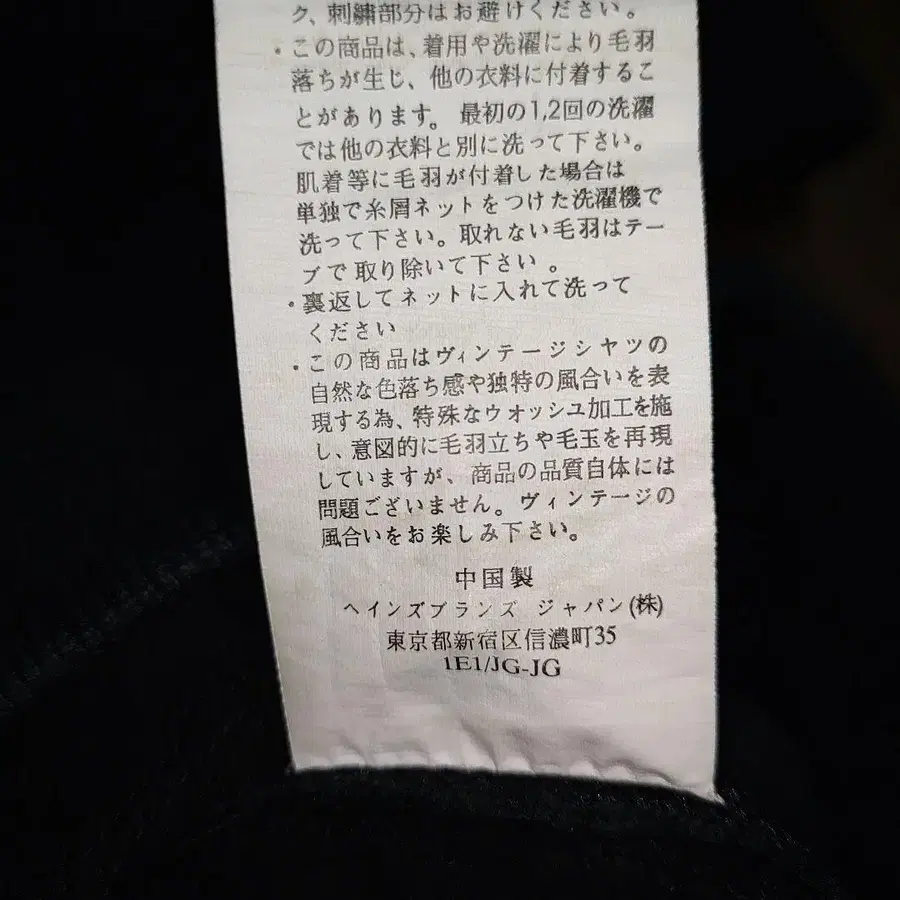 ク、刺繍部分はお避けください。
・この商品は、着用や洗濯により毛羽
落ちが生じ、他の衣料に付着するこ
とがあります。 最初の1,2回の洗濯
では他の衣料と別に洗って下さい。
肌着等に毛羽が付着した場合は
単独で糸屑ネットをつけた洗濯機で
洗って下さい。取れない毛羽はテー
プで取り除いて下さい 。
・裏返してネットに入れて洗って
ください
・この商品はヴィンテージシャツの
自然な色落ち感や独特の風合いを表
現する為、特殊なウオッシュ加工を施
し、意図的に毛羽立ちや毛玉を再現
していますが、商品の品質自体には
問題ございません。ヴィンテージの
風合いをお楽しみ下さい。
中国製
ヘインズブランズ ジャパン(株)
東京都新宿区信濃町35
1E1/JG-JG